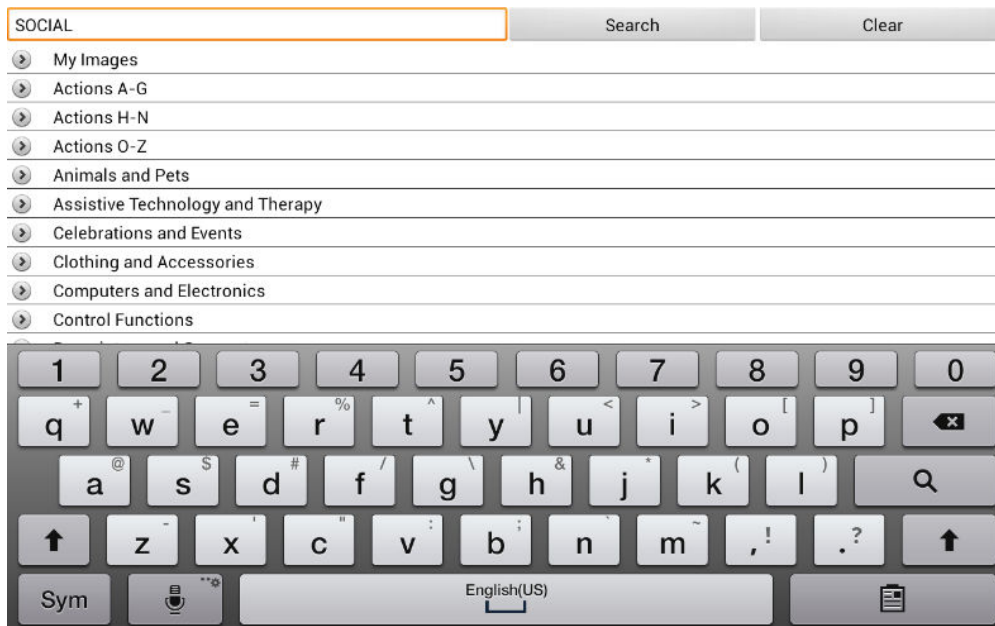 SOCIAL Search Clear
My Images
Actions A-G
Actions H-N
Actions O-Z
Animals and Pets
Assistive Technology and Therapy
Celebrations and Events
Clothing and Accessories
Computers and Electronics
Control Functions
1 2 3 4 5 6 7 8 9 0
+ _ = % ^ | < > [ ]
q w e r t y u i o p
@ $ # / \ & * ( )
a s d f g h j k l
- ' " : ; ` ~ ! ?
z x c v b n m , .
Sym English(US)